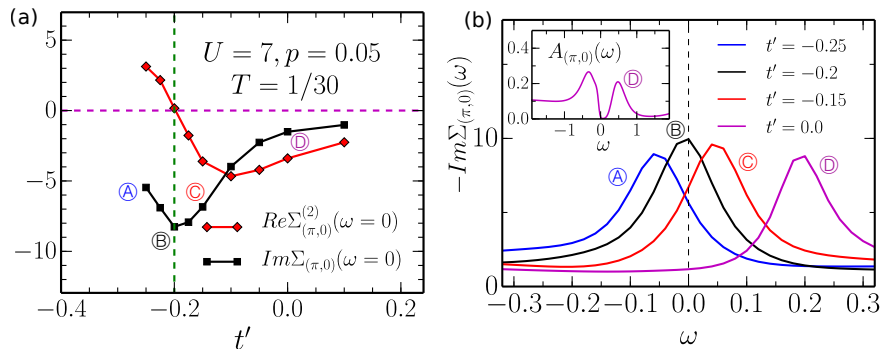 (a)
5
0
−5
−10
−0.4
−0.2
0.0
0.2
t′
U = 7, p = 0.05
T = 1/30
Ⓐ
Ⓑ
Ⓒ
Ⓓ
ReΣ^{(2)}_{(π,0)}(ω = 0)
ImΣ_{(π,0)}(ω = 0)
(b)
−ImΣ_{(π,0)}(ω)
10
0
−0.3
−0.2
−0.1
0.0
0.1
0.2
0.3
ω
A_{(π,0)}(ω)
0.4
0.2
0.0
−1
0
1
ω
Ⓓ
t′ = −0.25
t′ = −0.2
t′ = −0.15
t′ = 0.0
Ⓐ
Ⓑ
Ⓒ
Ⓓ